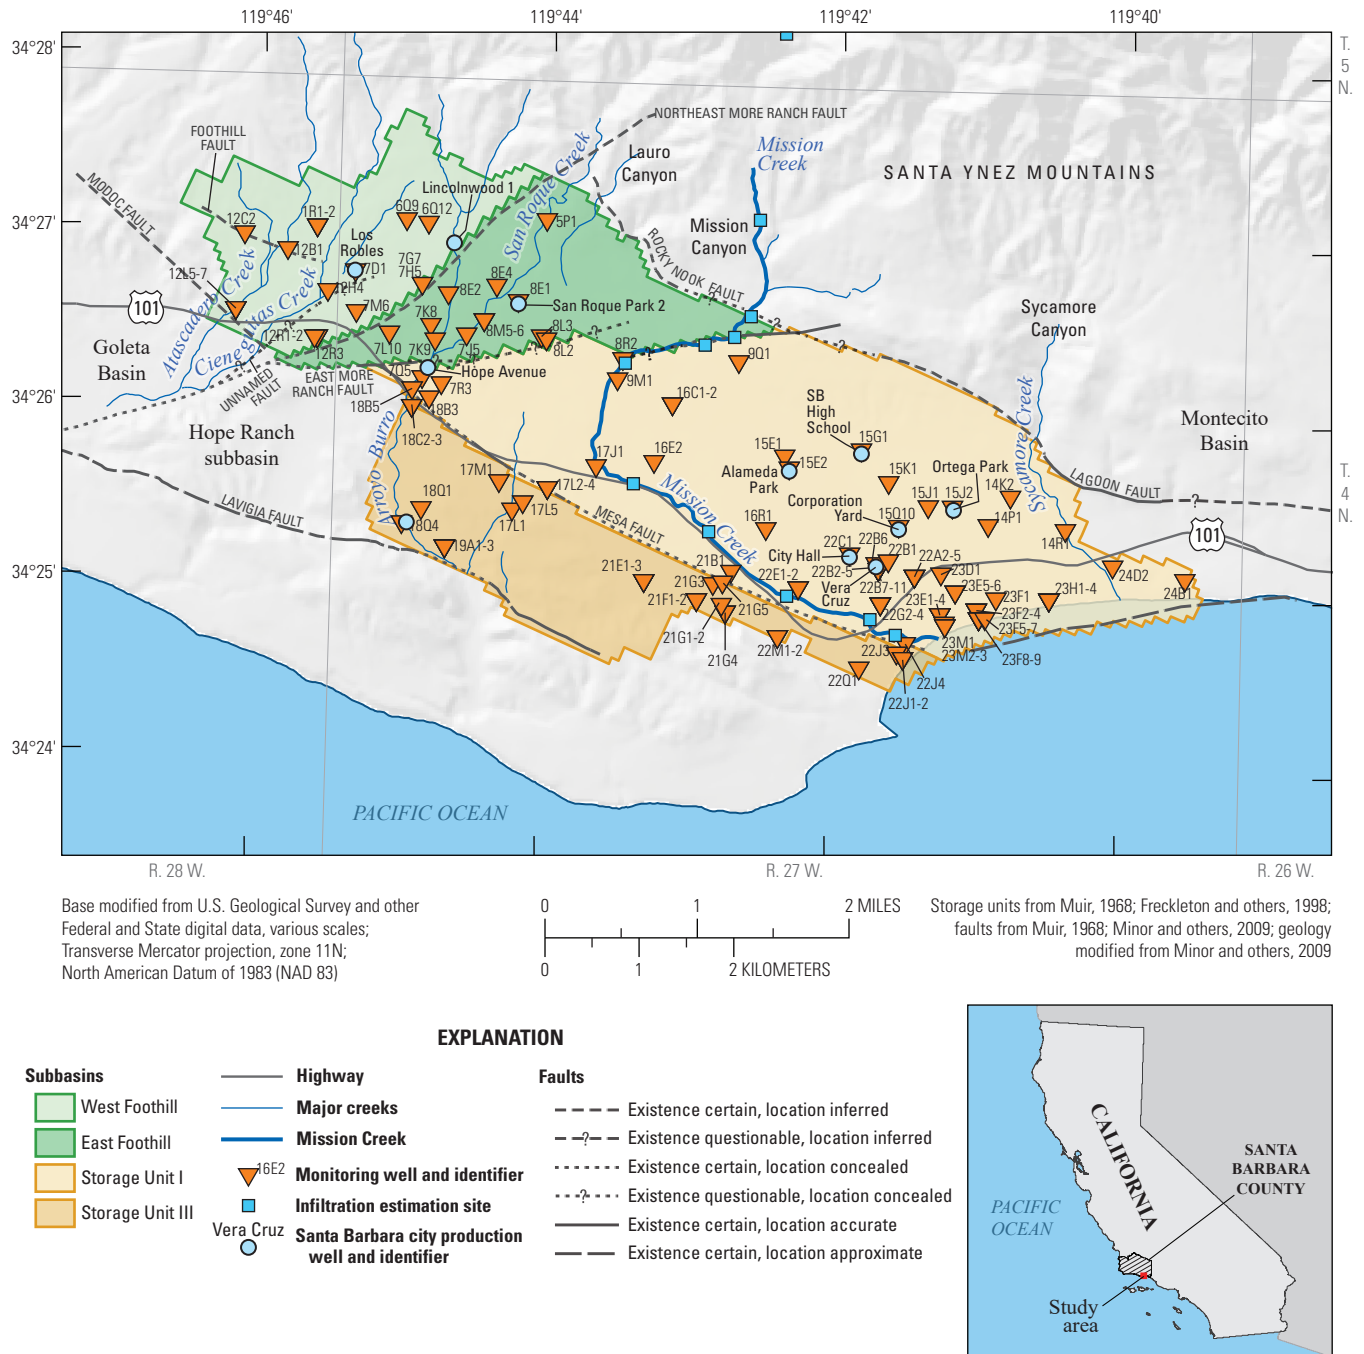 119°46'
119°44'
119°42'
119°40'
34°28'
34°27'
34°26'
34°25'
34°24'
T.
5
N.
T.
4
N.
R. 28 W.
R. 27 W.
R. 26 W.
NORTHEAST MORE RANCH FAULT
FOOTHILL
FAULT
MODOC FAULT
Lauro
Canyon
Mission
Creek
SANTA YNEZ MOUNTAINS
San Roque Creek
Lincolnwood 1
Mission
Canyon
ROCKY NOOK FAULT
12C2
1R1-2
6Q9
6Q12
5P1
12B1
Los
Robles
7D1
12L5-7
Atascadero Creek
Cieneguitas Creek
12H4
7G7
7H5
8E4
8E2
8E1
San Roque Park 2
7M6
7K8
8M5-6
8L3
8L2
12R1-2
12R3
7L10
7K9
7J5
8R2
9Q1
101
Goleta
Basin
UNNAMED
FAULT
EAST MORE
RANCH FAULT
7Q5
Hope Avenue
7R3
18B5
18B3
18C2-3
9M1
16C1-2
Sycamore
Canyon
Sycamore Creek
Montecito
Basin
Hope Ranch
subbasin
Arroyo Burro
SB
High
School
15G1
17J1
16E2
15E1
15E2
Alameda
Park
15K1
Ortega Park
LAGOON FAULT
17M1
17L2-4
17L5
17L1
18Q1
18Q4
19A1-3
LAVIGIA FAULT
MESA FAULT
Mission Creek
16R1
Corporation
Yard
15Q10
15J1
15J2
14K2
14P1
14R1
101
City Hall
22C1
22B6
22B1
22B2-5
22A2-5
Vera
Cruz
22B7-11
23D1
23E5-6
24D2
24B1
21E1-3
21B1
21G3
22E1-2
21F1-2
21G5
21G1-2
21G4
22M1-2
22G2-4
23E1-4
23F1
23F2-4
23H1-4
23F5-7
23F8-9
23M1
23M2-3
22J3
22J4
22Q1
22J1-2
PACIFIC OCEAN
Base modified from U.S. Geological Survey and other
Federal and State digital data, various scales;
Transverse Mercator projection, zone 11N;
North American Datum of 1983 (NAD 83)
0 1 2 MILES
0 1 2 KILOMETERS
Storage units from Muir, 1968; Freckleton and others, 1998;
faults from Muir, 1968; Minor and others, 2009; geology
modified from Minor and others, 2009
EXPLANATION
Subbasins
West Foothill
East Foothill
Storage Unit I
Storage Unit III
Highway
Major creeks
Mission Creek
16E2
Monitoring well and identifier
Infiltration estimation site
Vera Cruz
Santa Barbara city production
well and identifier
Faults
Existence certain, location inferred
?
Existence questionable, location inferred
Existence certain, location concealed
?
Existence questionable, location concealed
Existence certain, location accurate
Existence certain, location approximate
CALIFORNIA
SANTA
BARBARA
COUNTY
PACIFIC
OCEAN
Study
area